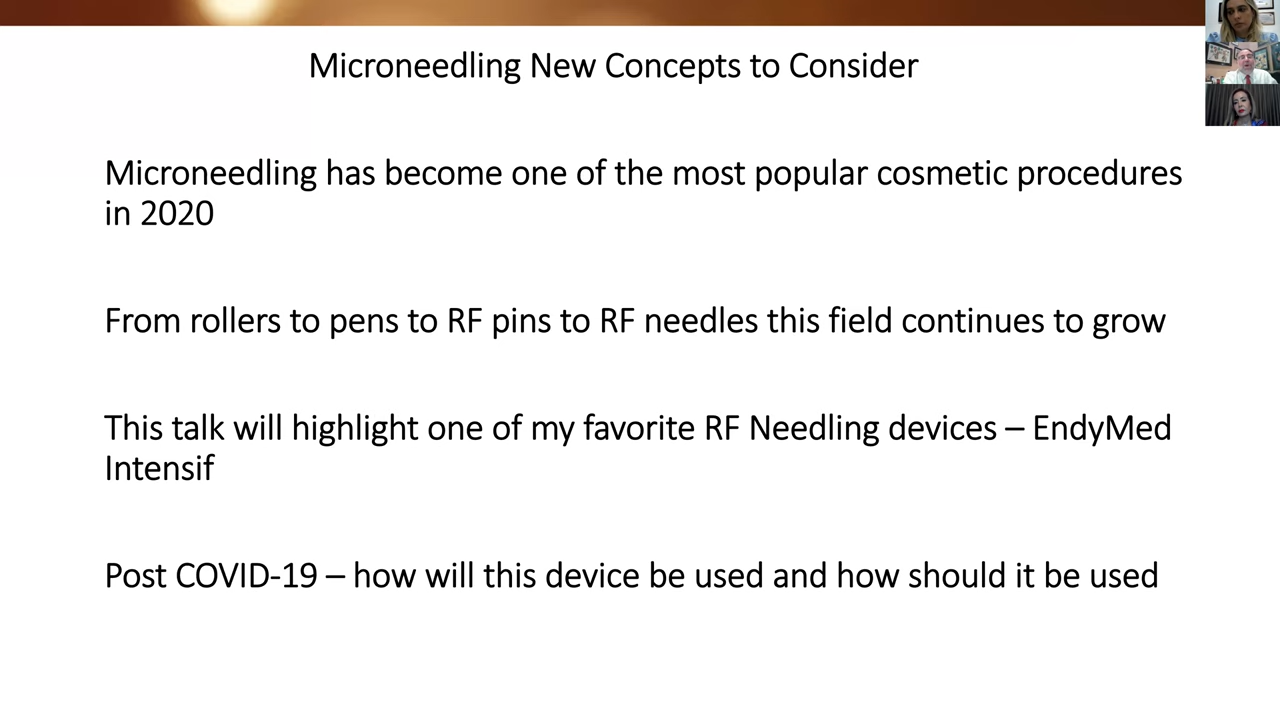 Microneedling New Concepts to Consider
Microneedling has become one of the most popular cosmetic procedures
in 2020
From rollers to pens to RF pins to RF needles this field continues to grow
This talk will highlight one of my favorite RF Needling devices – EndyMed
Intensif
Post COVID-19 – how will this device be used and how should it be used